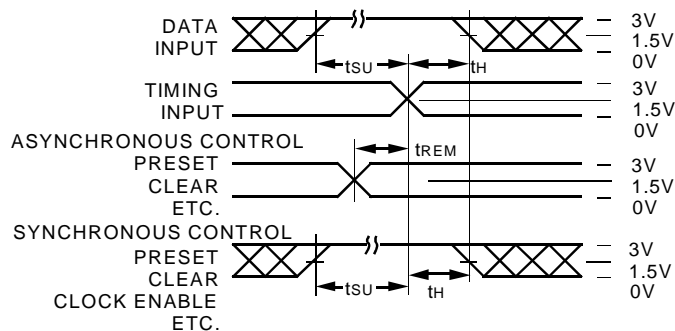 DATA
INPUT
3V
1.5V
0V
tSU
tH
TIMING
INPUT
3V
1.5V
0V
ASYNCHRONOUS CONTROL
PRESET
CLEAR
ETC.
tREM
3V
1.5V
0V
SYNCHRONOUS CONTROL
PRESET
CLEAR
CLOCK ENABLE
ETC.
3V
1.5V
0V
tSU
tH